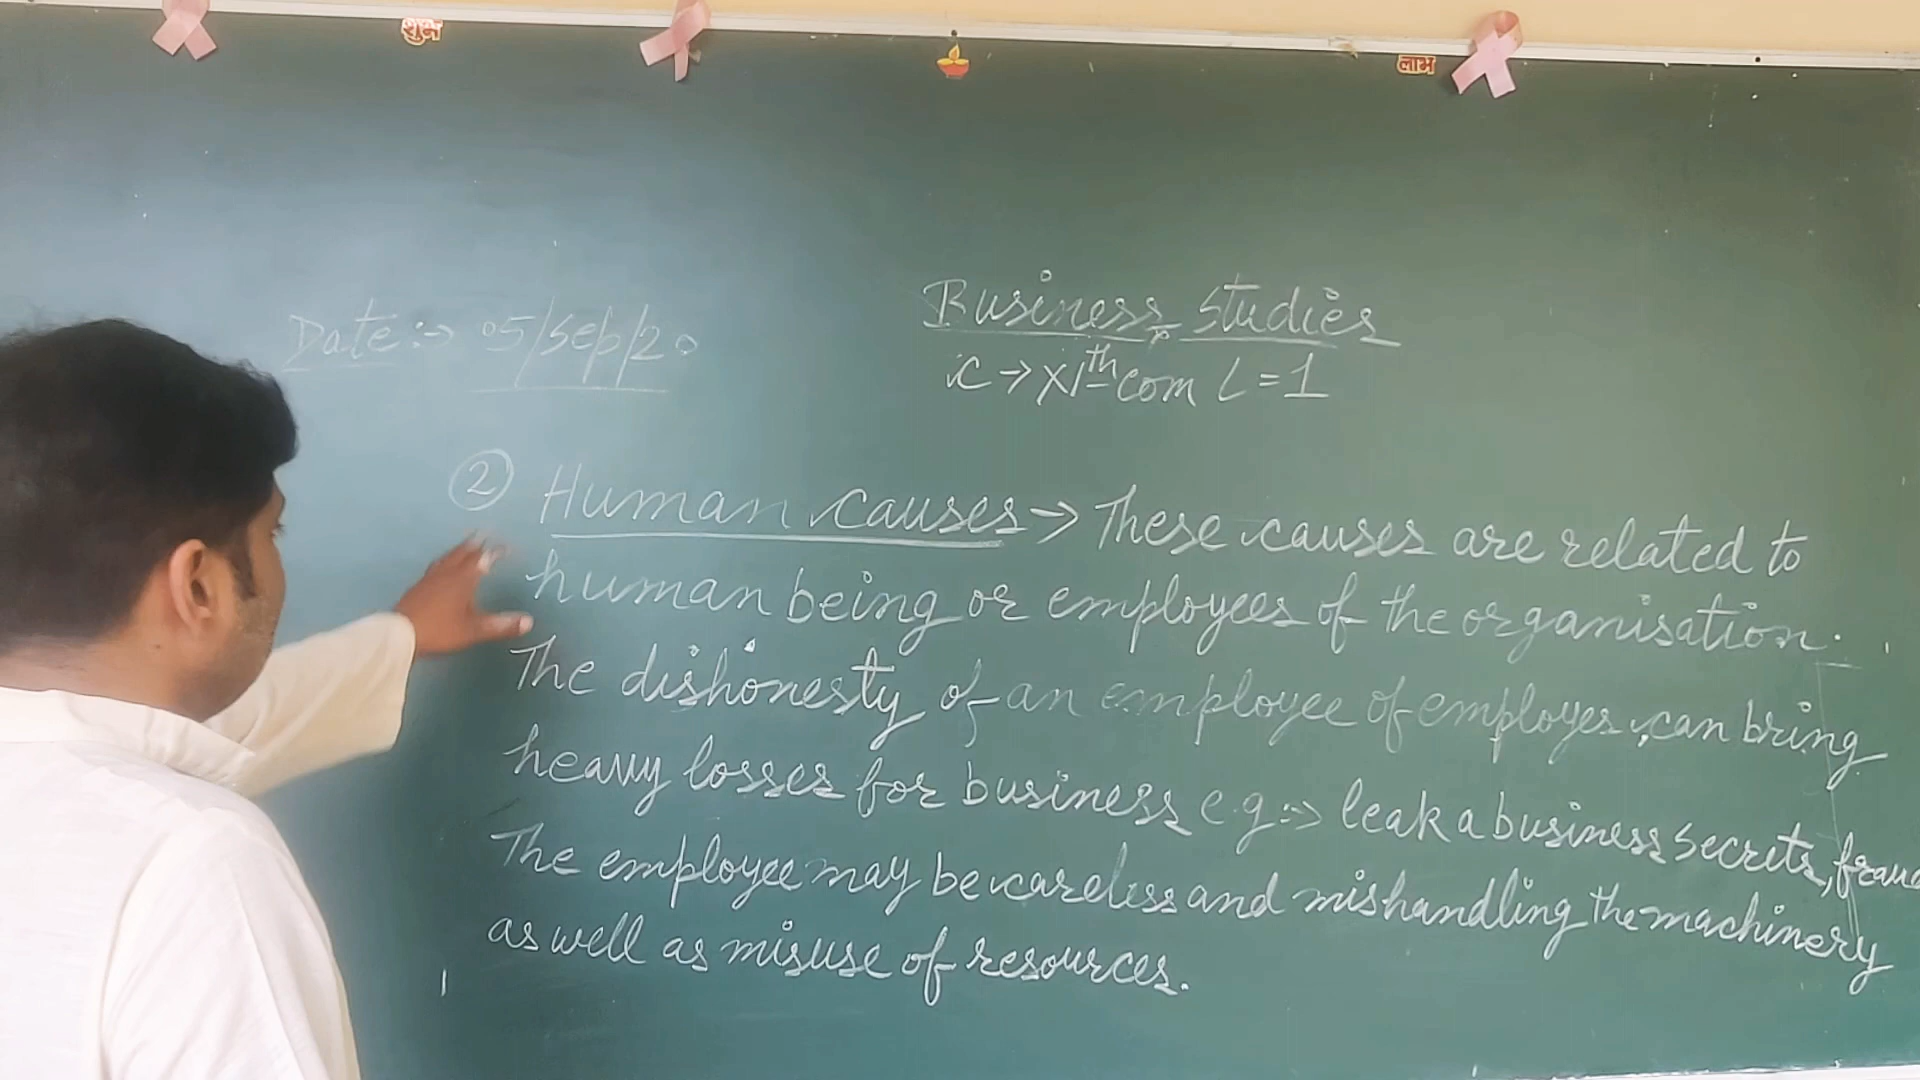 शुभ
लाभ
Date:→ 05/Sep/20
Business studies
C → XIth com L = 1
② Human causes → These causes are related to
human being or employees of the organisation.
The dishonesty of an employee of employes, can bring
heavy losses for business e.g:→ leak a business secrets, fraud
The employee may be careless and mishandling the machinery
as well as misuse of resources.